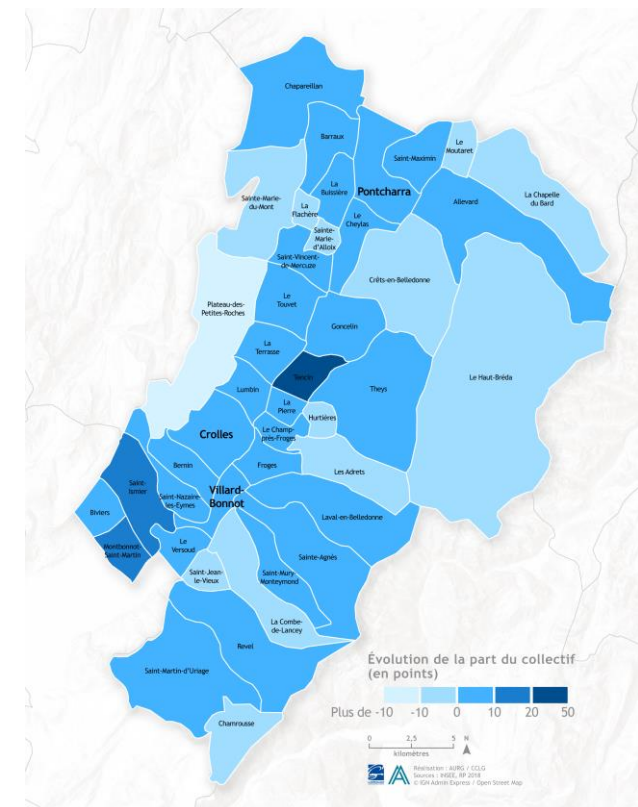 Chapareillan
Barraux
Le
Moutaret
Saint-Maximin
La
Buissière
Pontcharra
La Chapelle
du Bard
Sainte-Marie-
du-Mont
La
Flachère
Le
Cheylas
Allevard
Sainte-
Marie-
d'Alloix
Saint-Vincent-
de-Mercuze
Crêts-en-Belledonne
Plateau-des-
Petites-Roches
Le
Touvet
Goncelin
La
Terrasse
Tencin
Theys
Le Haut-Bréda
Lumbin
La
Pierre
Hurtières
Crolles
Le Champ-
près-Froges
Bernin
Froges
Les Adrets
Saint-
Ismier
Saint-Nazaire-
les-Eymes
Villard-
Bonnot
Biviers
Laval-en-Belledonne
Montbonnot-
Saint-Martin
Le
Versoud
Sainte-Agnès
Saint-Jean-
le-Vieux
Saint-Mury-
Monteymond
La Combe-
de-Lancey
Revel
Saint-Martin-d'Uriage
Chamrousse
Évolution de la part du collectif
(en points)
Plus de -10 -10 0 10 20 50
0 2,5 5 N
kilomètres
Réalisation : AURG / CCLG
Sources : INSEE, RP 2018
© IGN Admin Express / Open Street Map